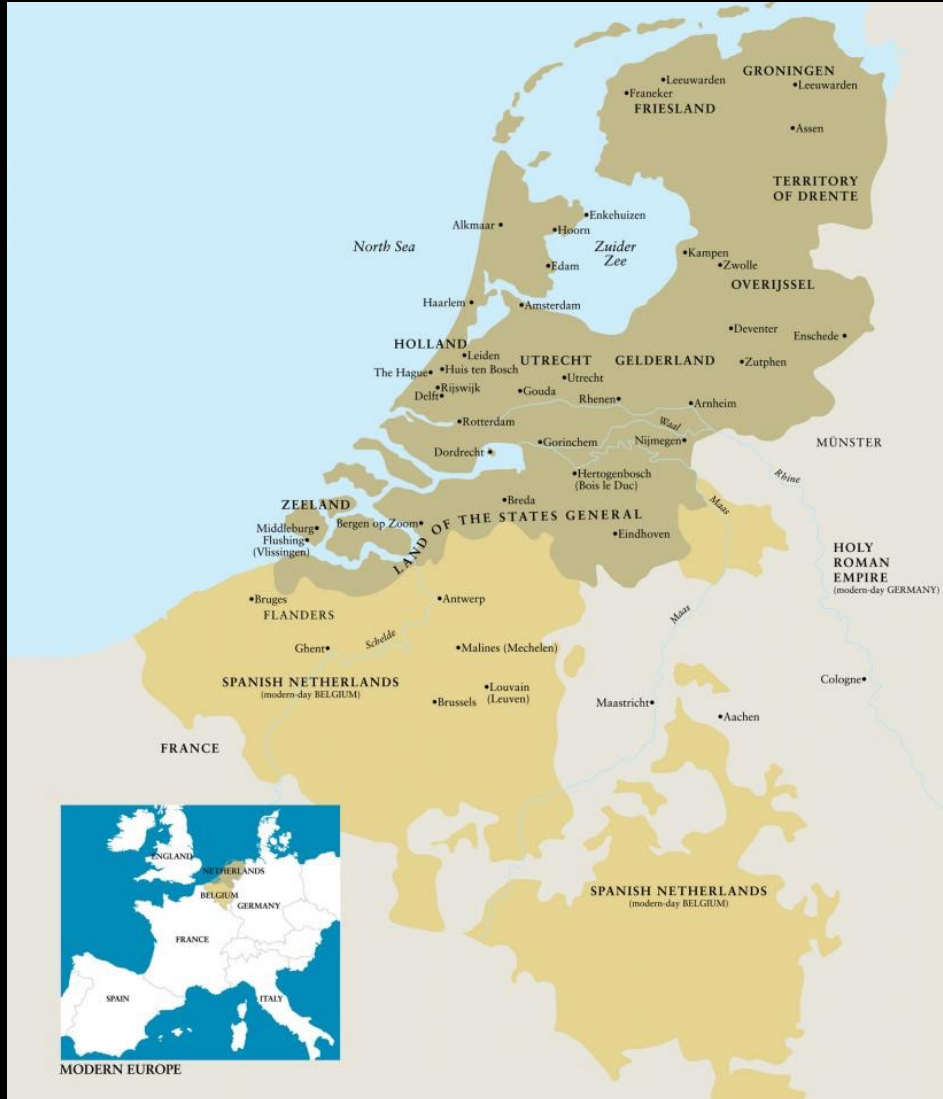 GRONINGEN
Leeuwarden
Leeuwarden
Franeker
FRIESLAND
Assen
TERRITORY
OF DRENTE
Enkehuizen
Alkmaar
Hoorn
North Sea
Zuider
Zee
Kampen
Edam
Zwolle
OVERIJSSEL
Haarlem
Amsterdam
Deventer
Enschede
HOLLAND
Leiden
UTRECHT
GELDERLAND
Zutphen
The Hague
Huis ten Bosch
Utrecht
Rijswijk
Delft
Gouda
Rhenen
Arnheim
Rotterdam
Waal
Dordrecht
Gorinchem
Nijmegen
MÜNSTER
Hertogenbosch
(Bois le Duc)
Rhine
ZEELAND
Breda
Maas
Middleburg
Flushing
(Vlissingen)
Bergen op Zoom
LAND OF THE STATES GENERAL
Eindhoven
HOLY
ROMAN
EMPIRE
(modern-day GERMANY)
Bruges
FLANDERS
Antwerp
Maas
Schelde
Ghent
Malines (Mechelen)
SPANISH NETHERLANDS
(modern-day BELGIUM)
Louvain
(Leuven)
Brussels
Maastricht
Cologne
Aachen
FRANCE
ENGLAND
NETHERLANDS
BELGIUM
GERMANY
FRANCE
SPAIN
ITALY
MODERN EUROPE
SPANISH NETHERLANDS
(modern-day BELGIUM)